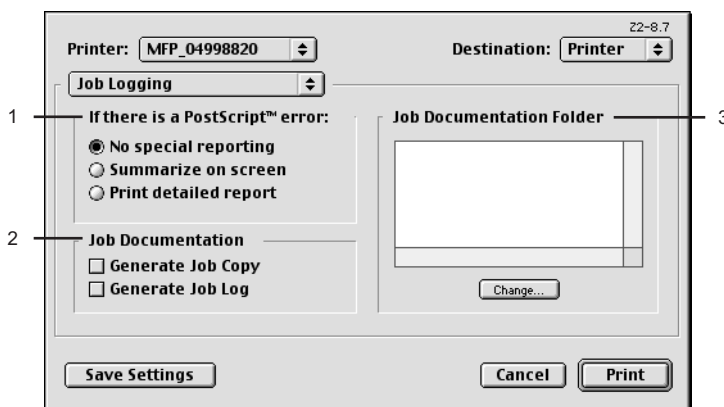 Z2-8.7
Printer: MFP_04998820
Destination: Printer
Job Logging
1
If there is a PostScript™ error:
No special reporting
Summarize on screen
Print detailed report
2
Job Documentation
Generate Job Copy
Generate Job Log
Job Documentation Folder
3
Change...
Save Settings
Cancel
Print